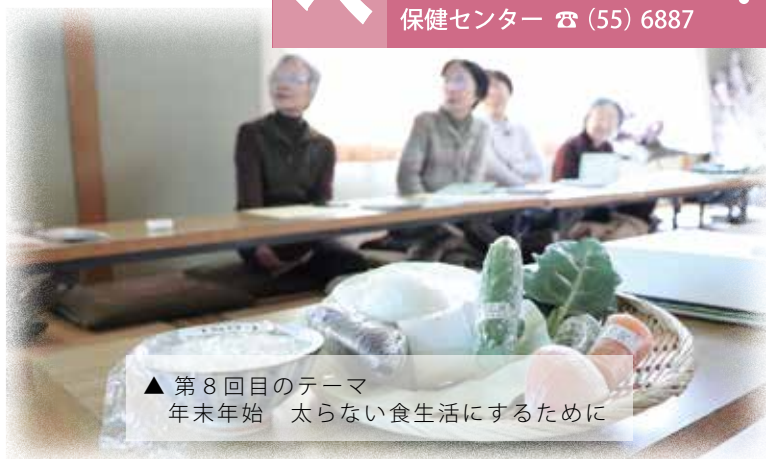 保健センター ☎（55）6887
▲ 第８回目のテーマ
年末年始　太らない食生活にするために